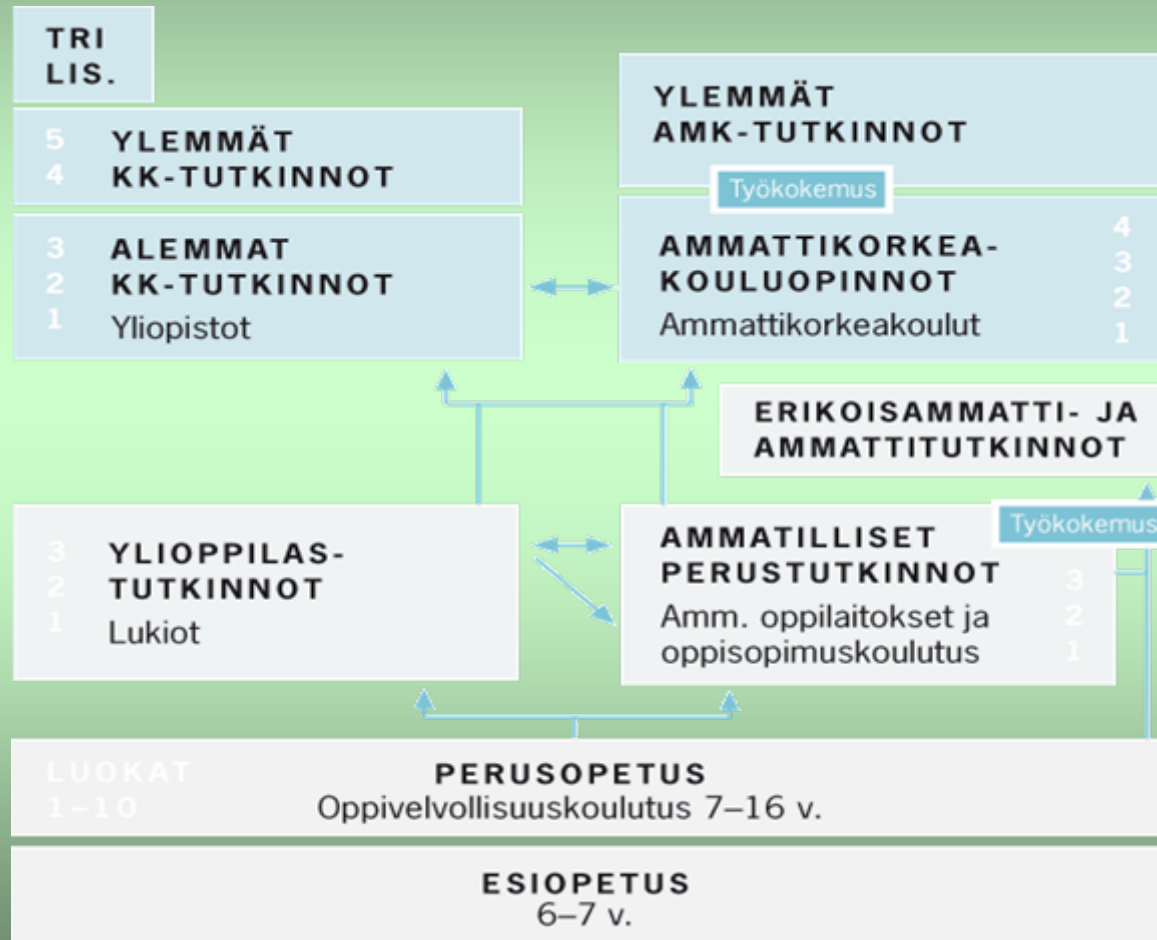 TRI
LIS.
5
4
YLEMMÄT
KK-TUTKINNOT
3
2
1
ALEMMAT
KK-TUTKINNOT
Yliopistot
YLEMMÄT
AMK-TUTKINNOT
Työkokemus
AMMATTIKORKEA-
KOULUOPINNOT
Ammattikorkeakoulut
4
3
2
1
ERIKOISAMMATTI- JA
AMMATTITUTKINNOT
Työkokemus
3
2
1
YLIOPPILAS-
TUTKINNOT
Lukiot
AMMATILLISET
PERUSTUTKINNOT
Amm. oppilaitokset ja
oppisopimuskoulutus
3
2
1
LUOKAT
1–10
PERUSOPETUS
Oppivelvollisuuskoulutus 7–16 v.
ESIOPETUS
6–7 v.